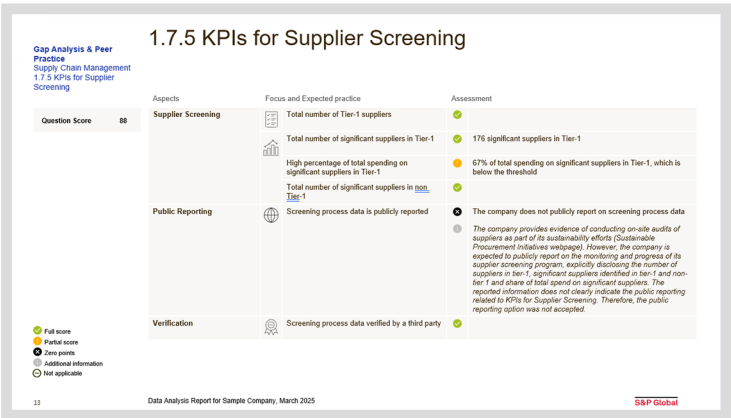 1.7.5 KPIs for Supplier Screening
Gap Analysis & Peer
Practice
Supply Chain Management
1.7.5 KPIs for Supplier
Screening
Question Score 88
Aspects Focus and Expected practice Assessment
Supplier Screening Total number of Tier-1 suppliers
Total number of significant suppliers in Tier-1 176 significant suppliers in Tier-1
High percentage of total spending on
significant suppliers in Tier-1
67% of total spending on significant suppliers in Tier-1, which is
below the threshold
Total number of significant suppliers in non
Tier-1
Public Reporting Screening process data is publicly reported The company does not publicly report on screening process data
The company provides evidence of conducting on-site audits of
suppliers as part of its sustainability efforts (Sustainable
Procurement Initiatives webpage). However, the company is
expected to publicly report on the monitoring and progress of its
supplier screening program, explicitly disclosing the number of
suppliers in tier-1, significant suppliers identified in tier-1 and non-
tier 1 and share of total spend on significant suppliers. The
reported information does not clearly indicate the public reporting
related to KPIs for Supplier Screening. Therefore, the public
reporting option was not accepted.
Verification Screening process data verified by a third party
Full score
Partial score
Zero points
Additional information
Not applicable
13
Data Analysis Report for Sample Company, March 2025
S&P Global